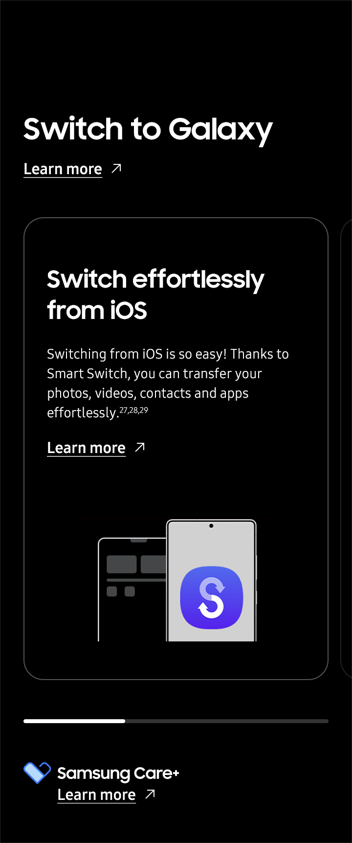 Switch to Galaxy
Learn more
Switch effortlessly
from iOS
Switching from iOS is so easy! Thanks to
Smart Switch, you can transfer your
photos, videos, contacts and apps
effortlessly.27,28,29
Learn more
Samsung Care+
Learn more